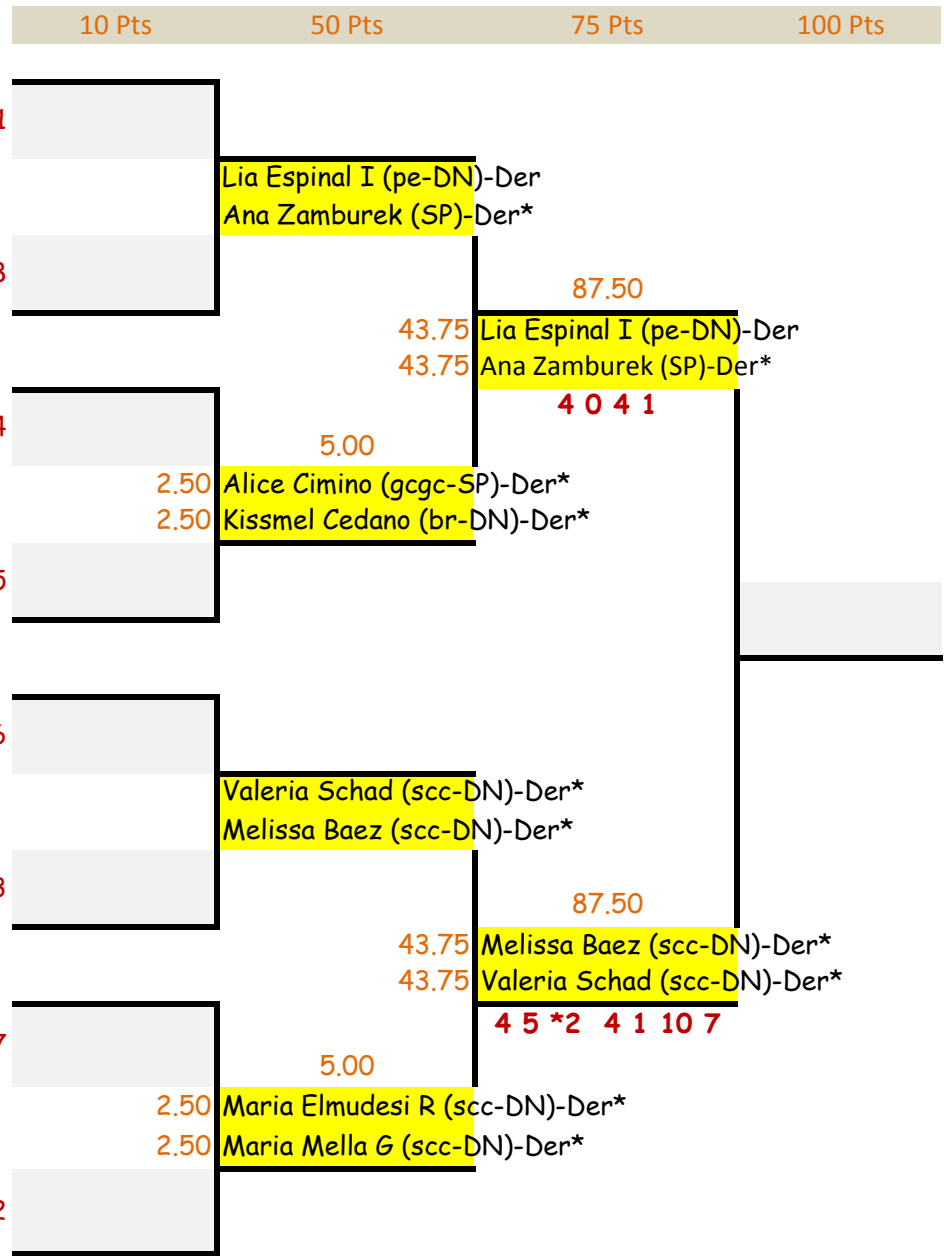 10 Pts 50 Pts 75 Pts 100 Pts
Lia Espinal I (pe-DN)-Der
Ana Zamburek (SP)-Der*
87.50
43.75 Lia Espinal I (pe-DN)-Der
43.75 Ana Zamburek (SP)-Der*
4 0 4 1
5.00
2.50 Alice Cimino (gcgc-SP)-Der*
2.50 Kissmel Cedano (br-DN)-Der*
Valeria Schad (scc-DN)-Der*
Melissa Baez (scc-DN)-Der*
87.50
43.75 Melissa Baez (scc-DN)-Der*
43.75 Valeria Schad (scc-DN)-Der*
4 5 *2 4 1 10 7
5.00
2.50 Maria Elmudesi R (scc-DN)-Der*
2.50 Maria Mella G (scc-DN)-Der*